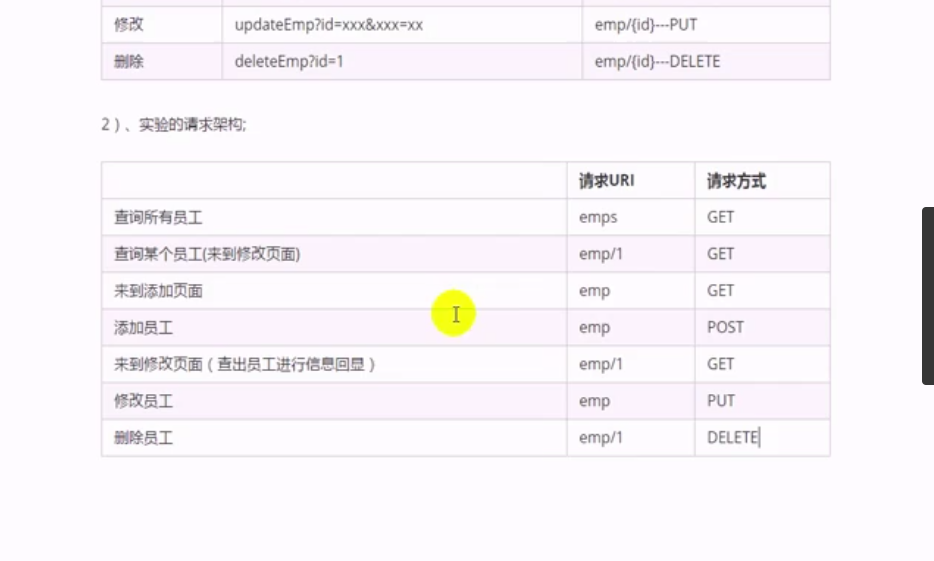 修改 updateEmp?id=xxx&xxx=xx emp/{id}---PUT
删除 deleteEmp?id=1 emp/{id}---DELETE
2）、实验的请求架构;
请求URI 请求方式
查询所有员工 emps GET
查询某个员工(来到修改页面) emp/1 GET
来到添加页面 emp GET
添加员工 emp POST
来到修改页面（查出员工进行信息回显） emp/1 GET
修改员工 emp PUT
删除员工 emp/1 DELETE